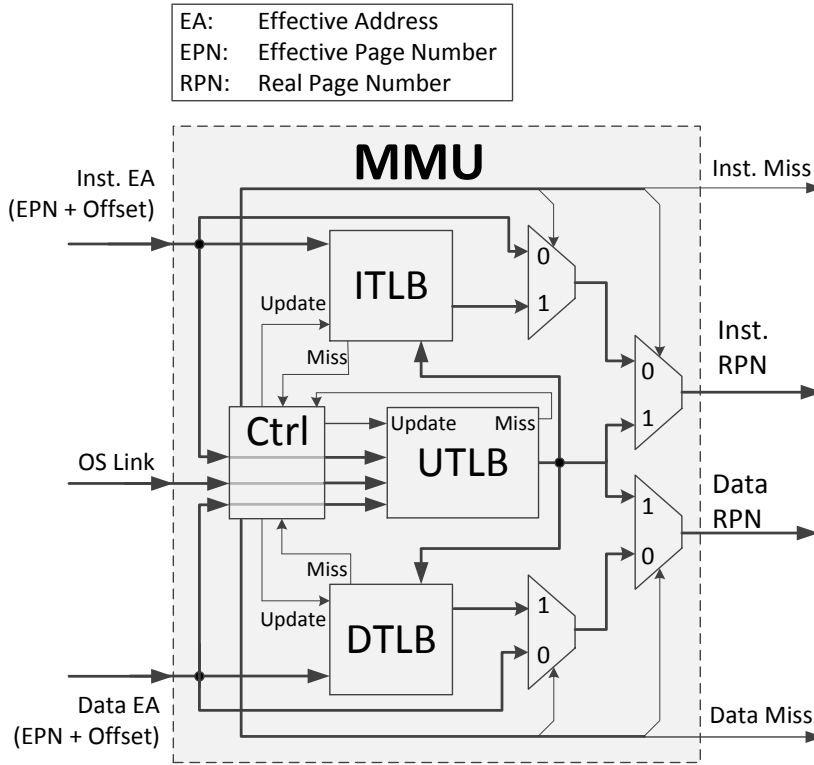 EA: Effective Address
EPN: Effective Page Number
RPN: Real Page Number
MMU
Inst. EA
(EPN + Offset)
Inst. Miss
ITLB
0
1
Update
Miss
Inst.
RPN
0
1
Ctrl
Update
Miss
UTLB
OS Link
Data
RPN
1
0
Miss
Update
DTLB
1
0
Data EA
(EPN + Offset)
Data Miss